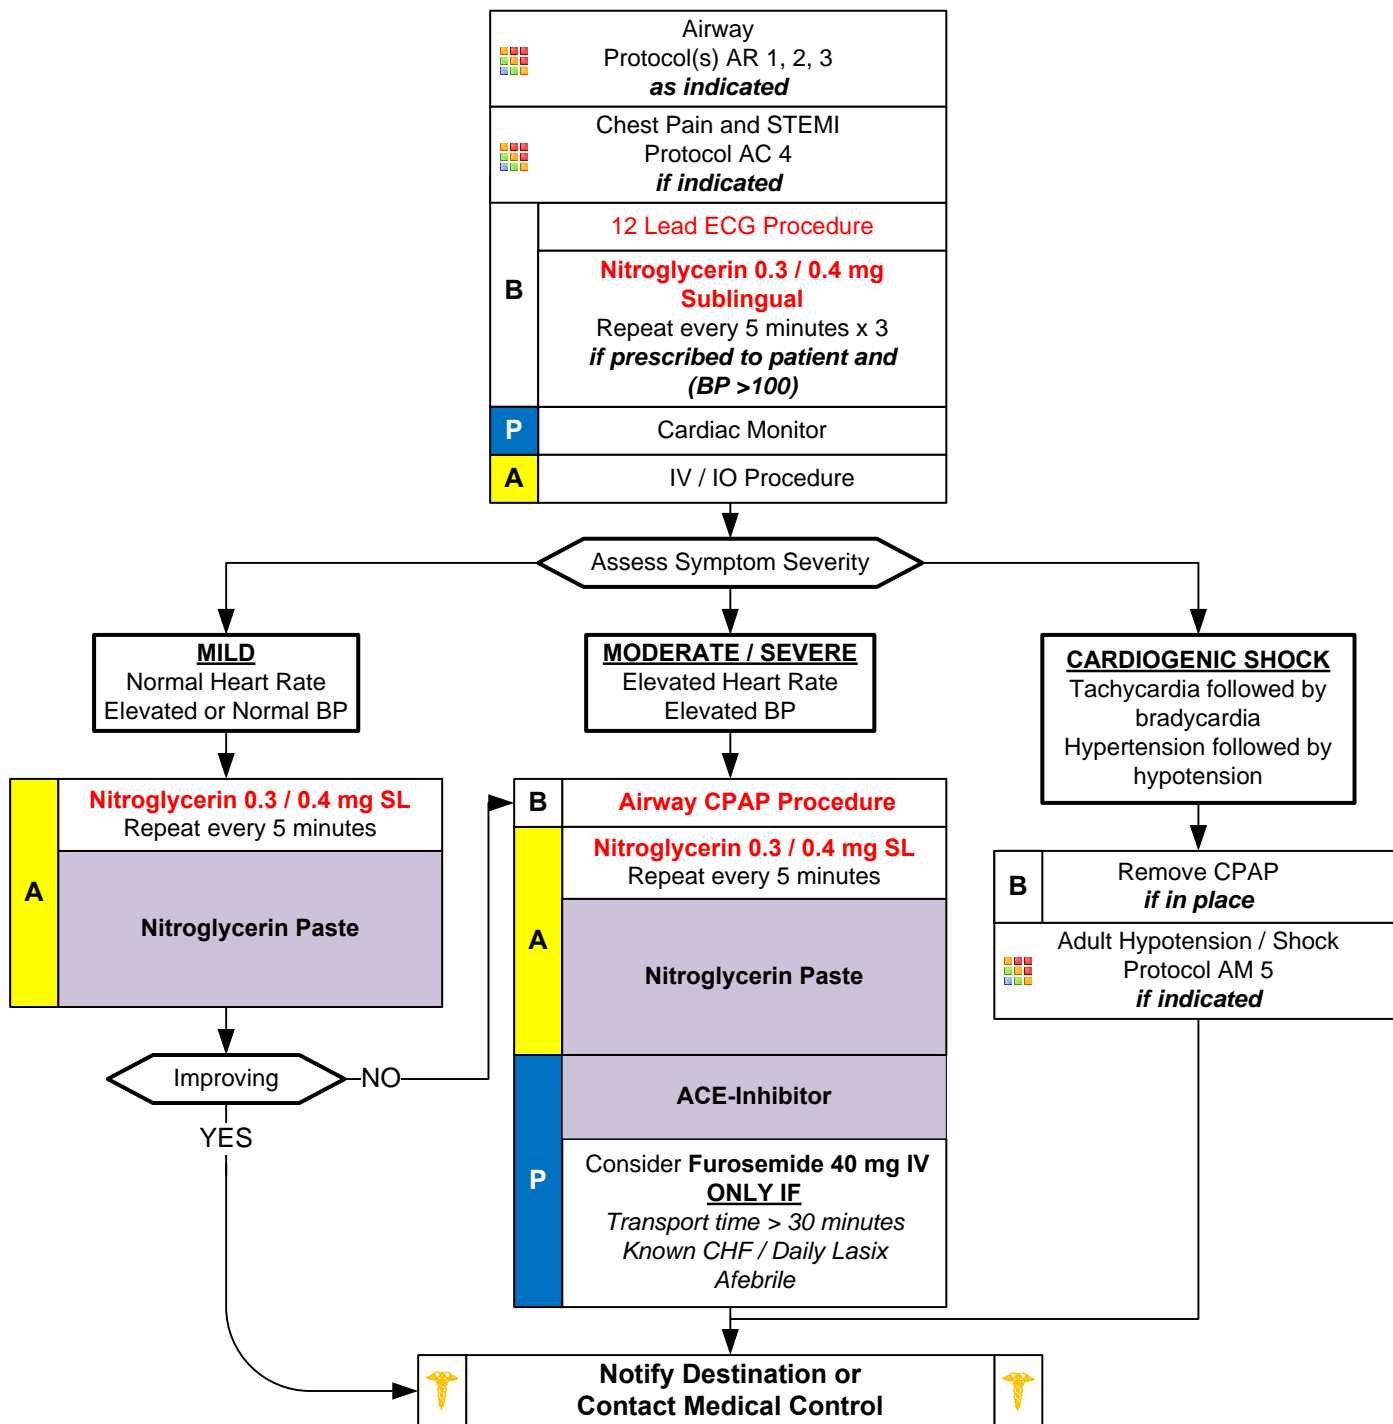 Airway
Protocol(s) AR 1, 2, 3
as indicated
Chest Pain and STEMI
Protocol AC 4
if indicated
B
12 Lead ECG Procedure
Nitroglycerin 0.3 / 0.4 mg
Sublingual
Repeat every 5 minutes x 3
if prescribed to patient and
(BP >100)
P
Cardiac Monitor
A
IV / IO Procedure
Assess Symptom Severity
MILD
Normal Heart Rate
Elevated or Normal BP
A
Nitroglycerin 0.3 / 0.4 mg SL
Repeat every 5 minutes
Nitroglycerin Paste
Improving
NO
YES
MODERATE / SEVERE
Elevated Heart Rate
Elevated BP
B
Airway CPAP Procedure
A
Nitroglycerin 0.3 / 0.4 mg SL
Repeat every 5 minutes
Nitroglycerin Paste
P
ACE-Inhibitor
Consider Furosemide 40 mg IV
ONLY IF
Transport time > 30 minutes
Known CHF / Daily Lasix
Afebrile
CARDIOGENIC SHOCK
Tachycardia followed by
bradycardia
Hypertension followed by
hypotension
B
Remove CPAP
if in place
Adult Hypotension / Shock
Protocol AM 5
if indicated
Notify Destination or
Contact Medical Control